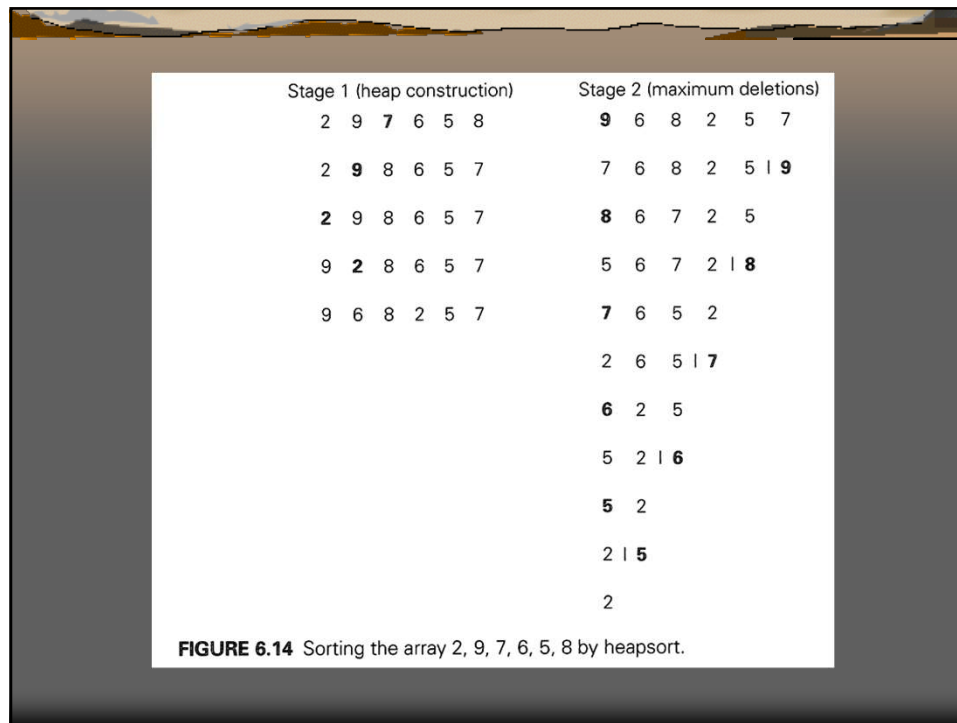 Stage 1 (heap construction)
2 9 7 6 5 8
2 9 8 6 5 7
2 9 8 6 5 7
9 2 8 6 5 7
9 6 8 2 5 7
Stage 2 (maximum deletions)
9 6 8 2 5 7
7 6 8 2 5 | 9
8 6 7 2 5
5 6 7 2 | 8
7 6 5 2
2 6 5 | 7
6 2 5
5 2 | 6
5 2
2 | 5
2
FIGURE 6.14 Sorting the array 2, 9, 7, 6, 5, 8 by heapsort.